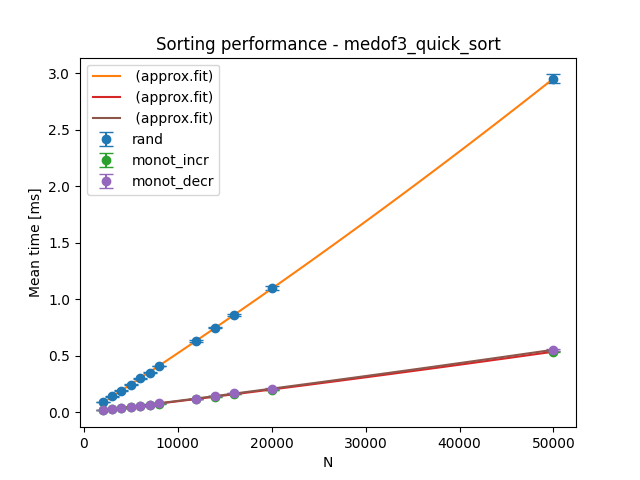 Sorting performance - medof3_quick_sort
(approx.fit)
(approx.fit)
(approx.fit)
rand
monot_incr
monot_decr
Mean time [ms]
3.0
2.5
2.0
1.5
1.0
0.5
0.0
0 10000 20000 30000 40000 50000
N